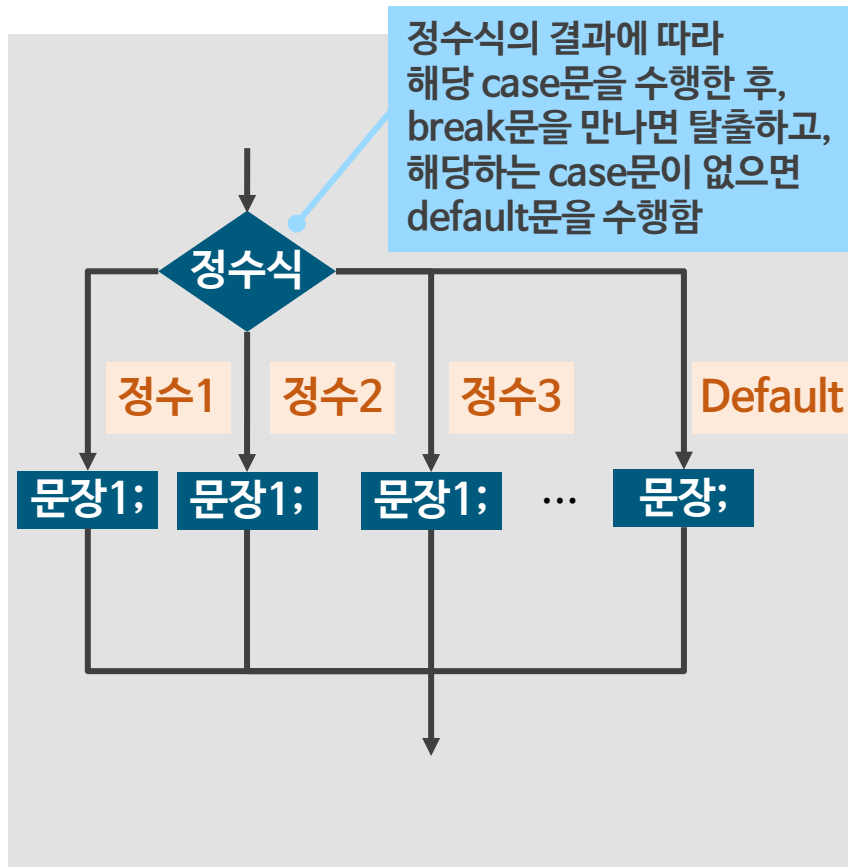 정수식의 결과에 따라
해당 case문을 수행한 후,
break문을 만나면 탈출하고,
해당하는 case문이 없으면
default문을 수행함
정수식
정수1
정수2
정수3
Default
문장1;
문장1;
문장1;
…
문장;